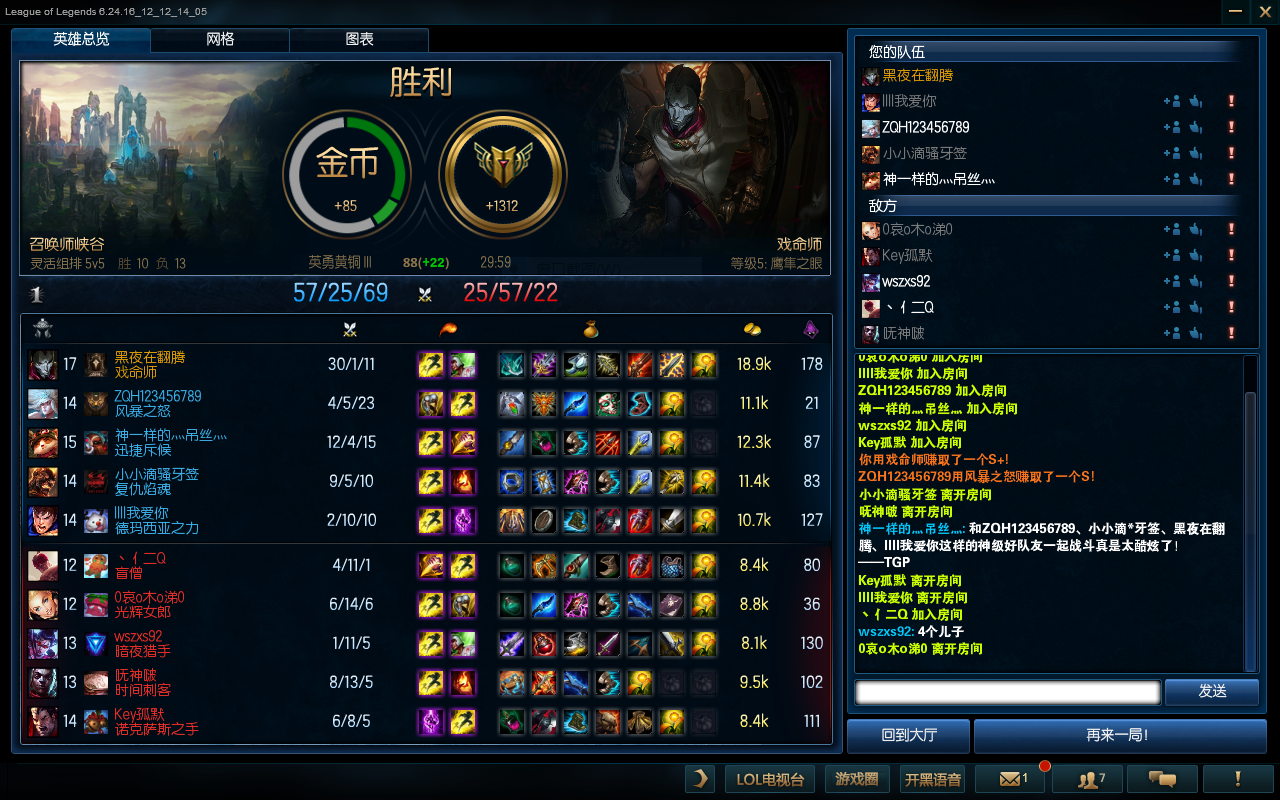 League of Legends 6.24.16_12_12_14_05
英雄总览 网格 图表
胜利
金币
+85
+1312
召唤师峡谷
灵活组排 5v5 胜 10 负 13
英勇黄铜 III 88(+22) 29:59
戏命师
等级5: 鹰隼之眼
1 57/25/69 25/57/22
17 黑夜在翻腾 30/1/11 18.9k 178
戏命师
14 ZQH123456789 4/5/23 11.1k 21
风暴之怒
15 神一样的灬吊丝灬 12/4/15 12.3k 87
迅捷斥候
14 小小滴骚牙签 9/5/10 11.4k 83
复仇焰魂
14 llll我爱你 2/10/10 10.7k 127
德玛西亚之力
12 丶亻二Q 4/11/1 8.4k 80
盲僧
12 0哀o木o涕0 6/14/6 8.8k 36
光辉女郎
13 wszxs92 1/11/5 8.1k 130
暗夜猎手
13 呒神啵 8/13/5 9.5k 102
时间刺客
14 Key孤默 6/8/5 8.4k 111
诺克萨斯之手
您的队伍
黑夜在翻腾
llll我爱你
ZQH123456789
小小滴骚牙签
神一样的灬吊丝灬
敌方
0哀o木o涕0
Key孤默
wszxs92
丶亻二Q
呒神啵
0哀o木o涕0 加入房间
llll我爱你 加入房间
ZQH123456789 加入房间
神一样的灬吊丝灬 加入房间
wszxs92 加入房间
Key孤默 加入房间
你用戏命师赚取了一个S+!
ZQH123456789用风暴之怒赚取了一个S!
小小滴骚牙签 离开房间
呒神啵 离开房间
神一样的灬吊丝灬: 和ZQH123456789、小小滴*牙签、黑夜在翻
腾、llll我爱你这样的神级好队友一起战斗真是太酷炫了!
——TGP
Key孤默 离开房间
llll我爱你 离开房间
丶亻二Q 加入房间
wszxs92: 4个儿子
0哀o木o涕0 离开房间
发送
回到大厅 再来一局!
LOL电视台 游戏圈 开黑语音 1 7